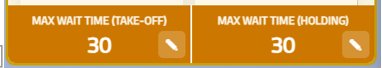 MAX WAIT TIME (TAKE-OFF)
30
MAX WAIT TIME (HOLDING)
30